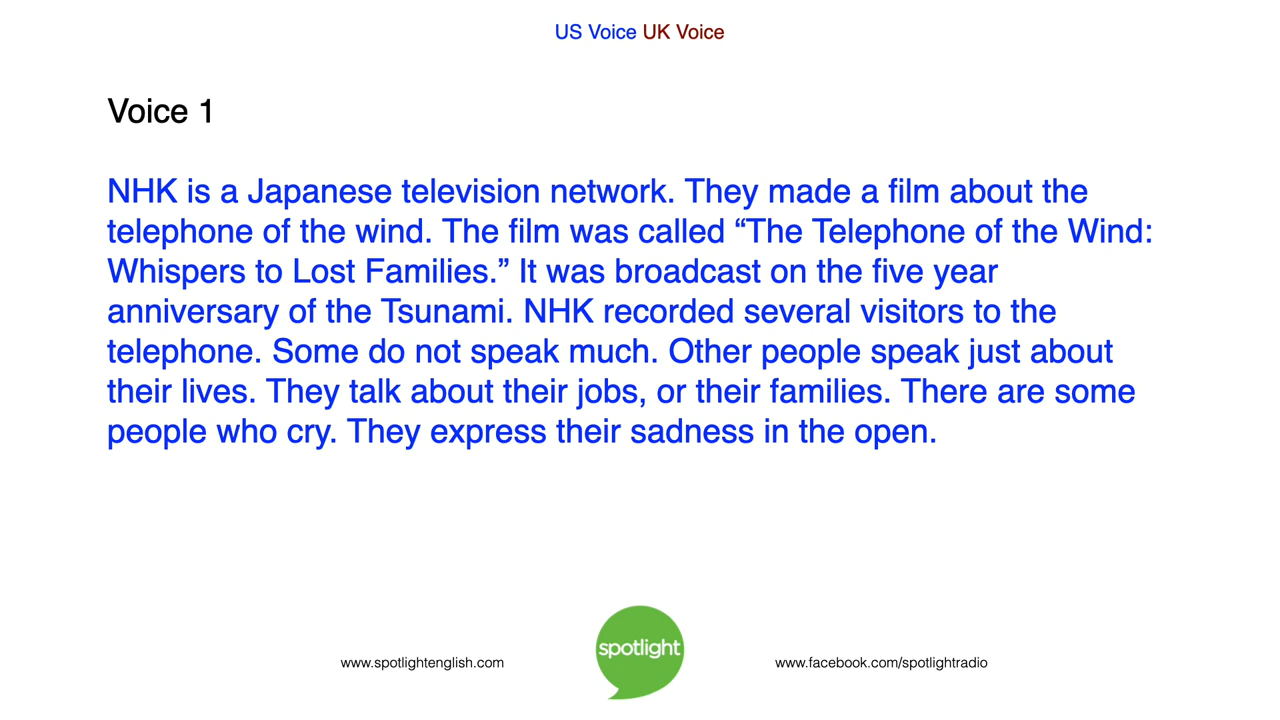 US Voice UK Voice
Voice 1
NHK is a Japanese television network. They made a film about the
telephone of the wind. The film was called “The Telephone of the Wind:
Whispers to Lost Families.” It was broadcast on the five year
anniversary of the Tsunami. NHK recorded several visitors to the
telephone. Some do not speak much. Other people speak just about
their lives. They talk about their jobs, or their families. There are some
people who cry. They express their sadness in the open.
www.spotlightenglish.com
spotlight
www.facebook.com/spotlightradio